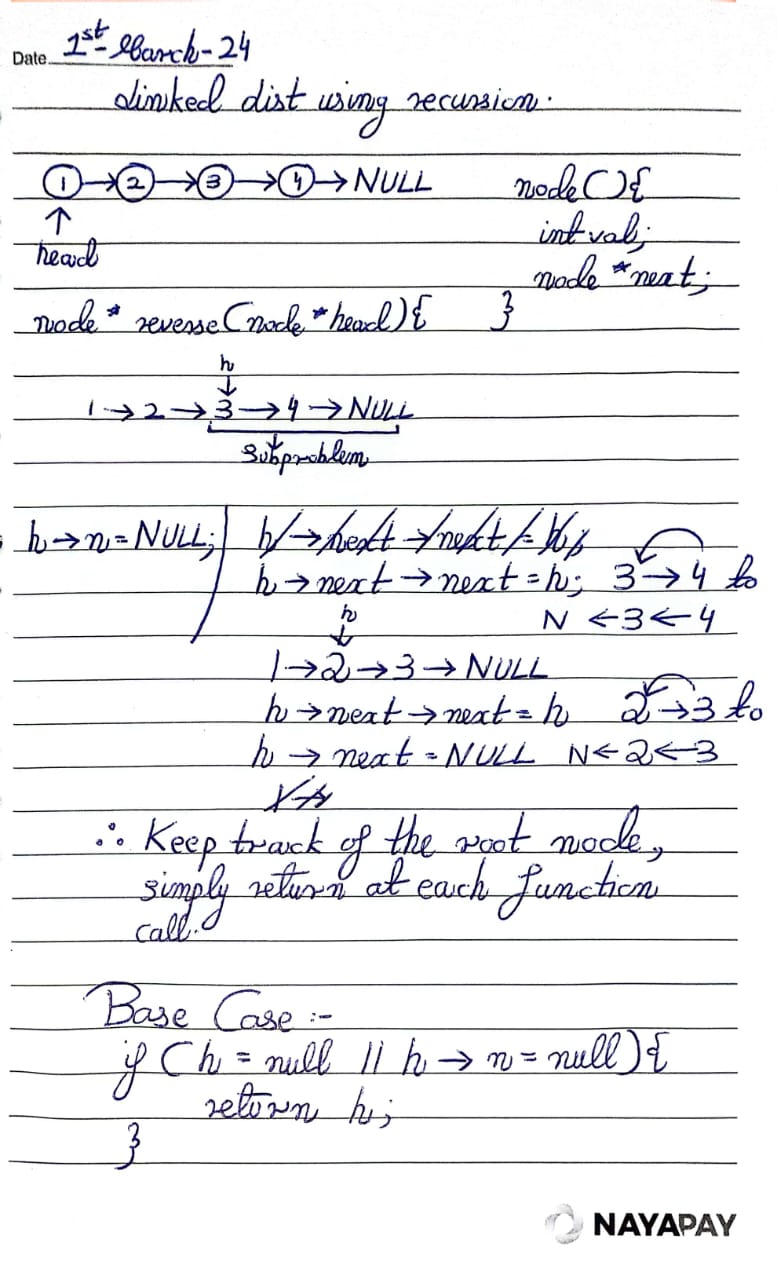 Date 1st March-24
Linked List using recursion.
1 → 2 → 3 → 4 → NULL
↑
head
node(){
int val;
node *next;
}
node * reverse(node *head){
h
↓
1 → 2 → 3 → 4 → NULL
Subproblem
h → n = NULL;
h → next → next = h;
h → next → next = h; 3 → 4 to
N ← 3 ← 4
h
↓
1 → 2 → 3 → NULL
h → next → next = h 2 → 3 to
h → next = NULL N ← 2 ← 3
∴ Keep track of the root node,
simply return at each function
call.
Base Case :-
if (h = null || h → n = null){
return h;
}
NAYAPAY